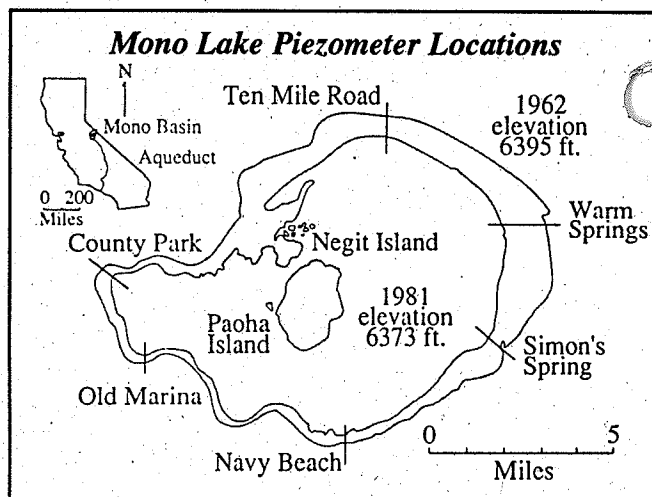 Mono Lake Piezometer Locations
N
Ten Mile Road
1962
elevation
6395 ft.
Mono Basin
Aqueduct
0 200
Miles
Warm
Springs
County Park
Negit Island
1981
elevation
6373 ft.
Paoha
Island
Simon's
Spring
Old Marina
0 5
Miles
Navy Beach